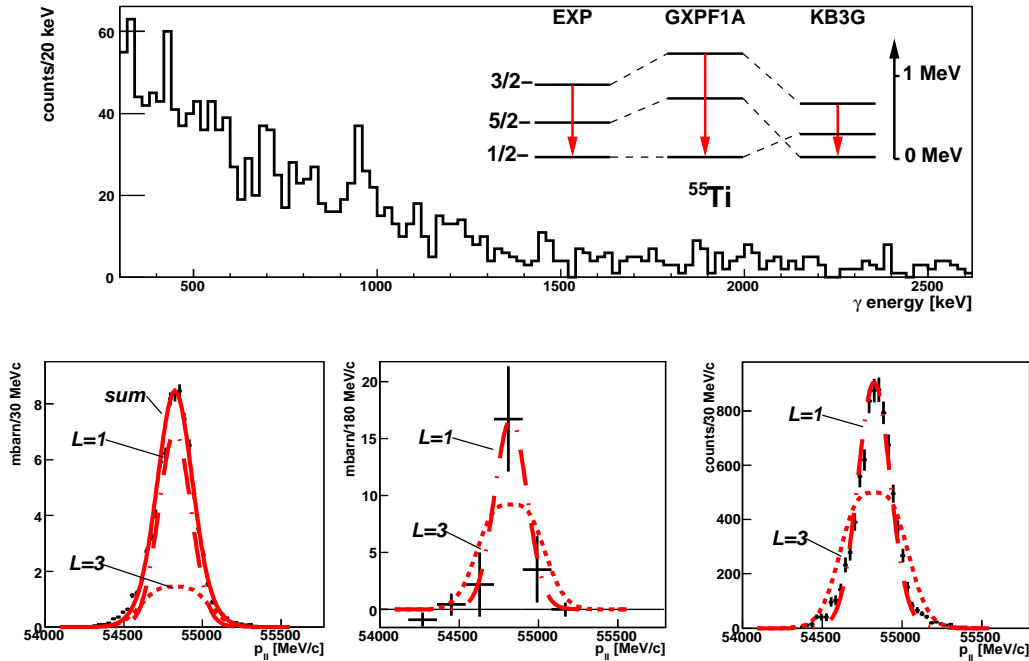 counts/20 keV
60
40
20
0
500
1000
1500
2000
2500
γ energy [keV]
EXP GXPF1A KB3G
3/2–
5/2–
1/2–
1 MeV
0 MeV
⁵⁵Ti
mbarn/30 MeV/c
8
6
4
2
0
sum
L=1
L=3
54000 54500 55000 55500
p|| [MeV/c]
mbarn/180 MeV/c
20
15
10
5
0
L=1
L=3
54000 54500 55000 55500
p|| [MeV/c]
counts/30 MeV/c
800
600
400
200
0
L=1
L=3
54000 54500 55000 55500
p|| [MeV/c]